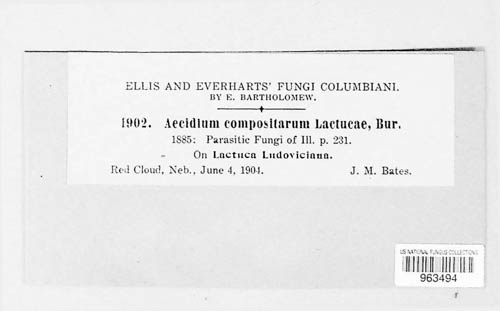 ELLIS AND EVERHARTS' FUNGI COLUMBIANI.
BY E. BARTHOLOMEW.
1902. Aecidium compositarum Lactucae, Bur.
1885: Parasitic Fungi of Ill. p. 231.
On Lactuca Ludoviciana.
Red Cloud, Neb., June 4, 1904. J. M. Bates.
US NATIONAL FUNGUS COLLECTIONS
963494